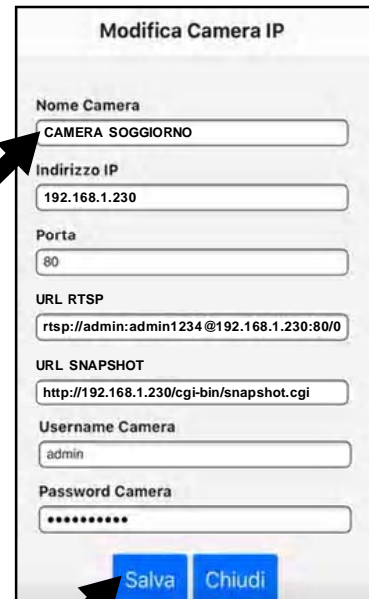 Modifica Camera IP
Nome Camera
CAMERA SOGGIORNO
Indirizzo IP
192.168.1.230
Porta
80
URL RTSP
rtsp://admin:admin1234@192.168.1.230:80/0
URL SNAPSHOT
http://192.168.1.230/cgi-bin/snapshot.cgi
Username Camera
admin
Password Camera
••••••••••
Salva Chiudi